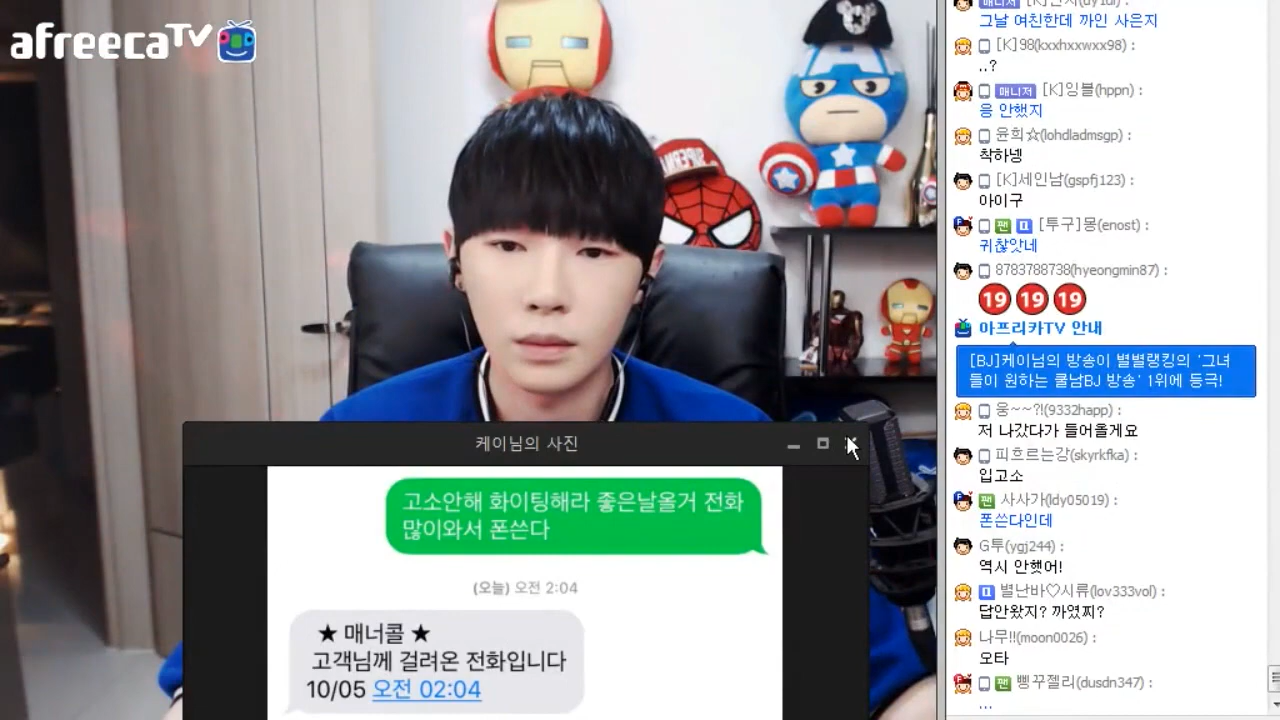 afreecaTV
케이님의 사진
고소안해 화이팅해라 좋은날올거 전화
많이와서 폰쓴다
(오늘) 오전 2:04
★ 매너콜 ★
고객님께 걸려온 전화입니다
10/05 오전 02:04
매니저
그날 여친한데 까인 사은지
[K]98(kxxhxxwxx98) :
..?
매니저 [K]잉블(hppn) :
응 안했지
윤희☆(lohdladmsgp) :
착하넹
[K]세인남(gspfj123) :
아이구
팬 [투구]몽(enost) :
귀찮앗네
8783788738(hyeongmin87) :
19 19 19
아프리카TV 안내
[BJ]케이님의 방송이 별별랭킹의 '그녀
들이 원하는 쿨남BJ 방송' 1위에 등극!
웅~~?!(9332happ) :
저 나갔다가 들어올게요
피흐르는강(skyrkfka) :
입고소
팬 사사가(ldy05019) :
폰쓴다인데
G투(ygj244) :
역시 안햇어!
별난바♡시류(lov333vol) :
답안왔지? 까였찌?
나무!!(moon0026) :
오타
팬 삥꾸젤리(dusdn347) :
...